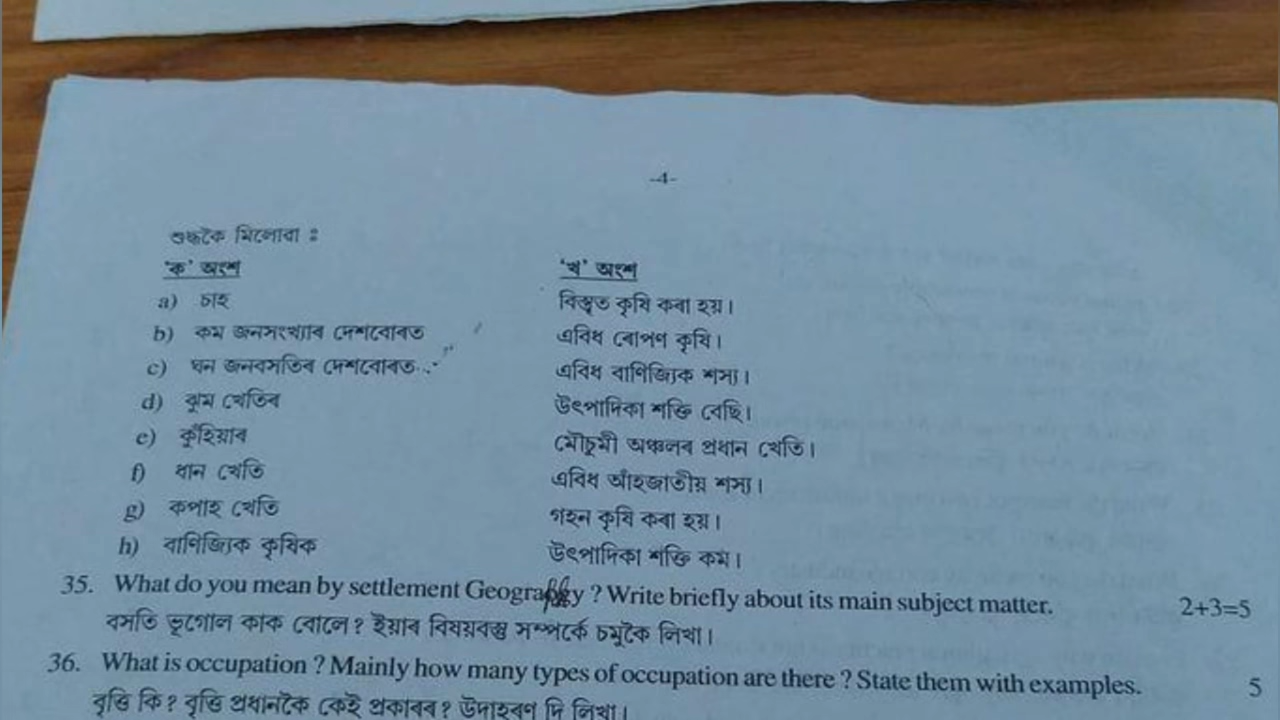 -4-
শুদ্ধকৈ মিলোৱা :
'ক' অংশ 'খ' অংশ
a) চাহ বিস্তৃত কৃষি কৰা হয়।
b) কম জনসংখ্যাৰ দেশবোৰত এবিধ ৰোপণ কৃষি।
c) ঘন জনবসতিৰ দেশবোৰত এবিধ বাণিজ্যিক শস্য।
d) ঝুম খেতিৰ উৎপাদিকা শক্তি বেছি।
e) কুঁহিয়াৰ মৌচুমী অঞ্চলৰ প্ৰধান খেতি।
f) ধান খেতি এবিধ আঁহজাতীয় শস্য।
g) কপাহ খেতি গহন কৃষি কৰা হয়।
h) বাণিজ্যিক কৃষিক উৎপাদিকা শক্তি কম।
35. What do you mean by settlement Geography ? Write briefly about its main subject matter. 2+3=5
বসতি ভূগোল কাক বোলে? ইয়াৰ বিষয়বস্তু সম্পৰ্কে চমুকৈ লিখা।
36. What is occupation ? Mainly how many types of occupation are there ? State them with examples. 5
বৃত্তি কি? বৃত্তি প্ৰধানকৈ কেই প্ৰকাৰৰ? উদাহৰণ দি লিখা।